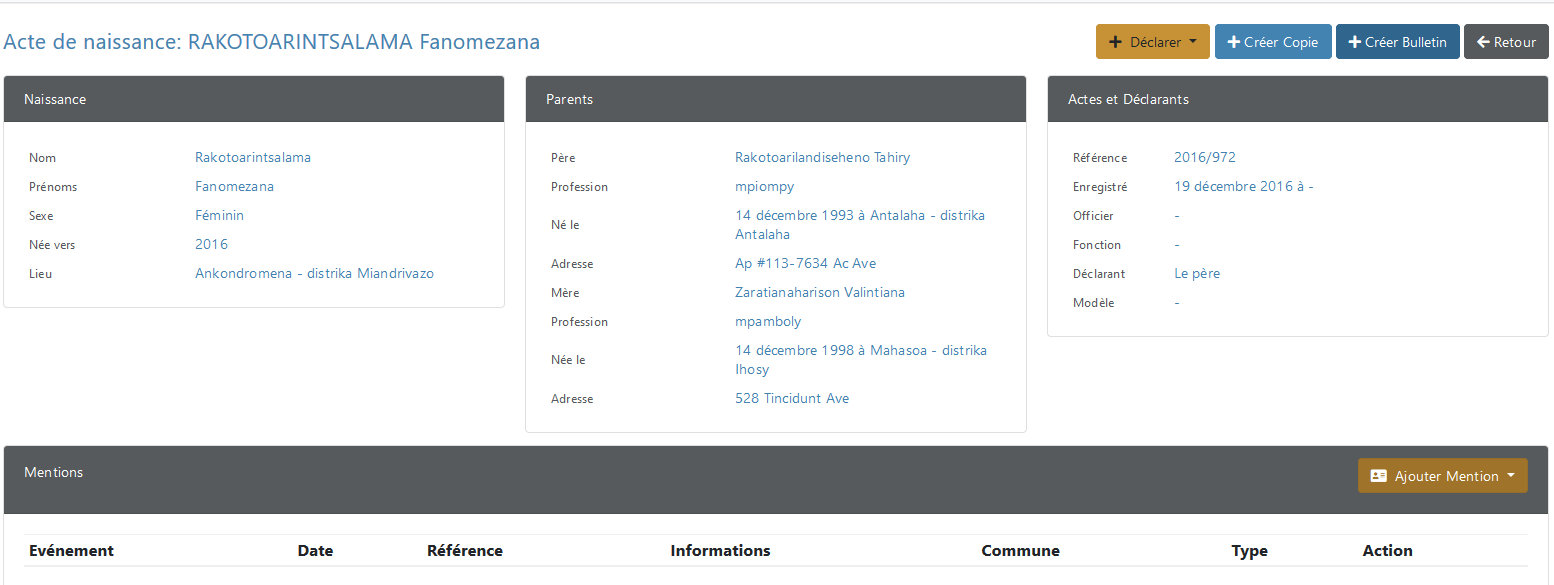 Acte de naissance: RAKOTOARINTSALAMA Fanomezana
Déclarer
Créer Copie
Créer Bulletin
Retour
Naissance
Nom Rakotoarintsalama
Prénoms Fanomezana
Sexe Féminin
Née vers 2016
Lieu Ankondromena - distrika Miandrivazo
Parents
Père Rakotoarilandiseheno Tahiry
Profession mpiompy
Né le 14 décembre 1993 à Antalaha - distrika
Antalaha
Adresse Ap #113-7634 Ac Ave
Mère Zaratianaharison Valintiana
Profession mpamboly
Née le 14 décembre 1998 à Mahasoa - distrika
Ihosy
Adresse 528 Tincidunt Ave
Actes et Déclarants
Référence 2016/972
Enregistré 19 décembre 2016 à -
Officier -
Fonction -
Déclarant Le père
Modèle -
Mentions
Ajouter Mention
Evénement Date Référence Informations Commune Type Action